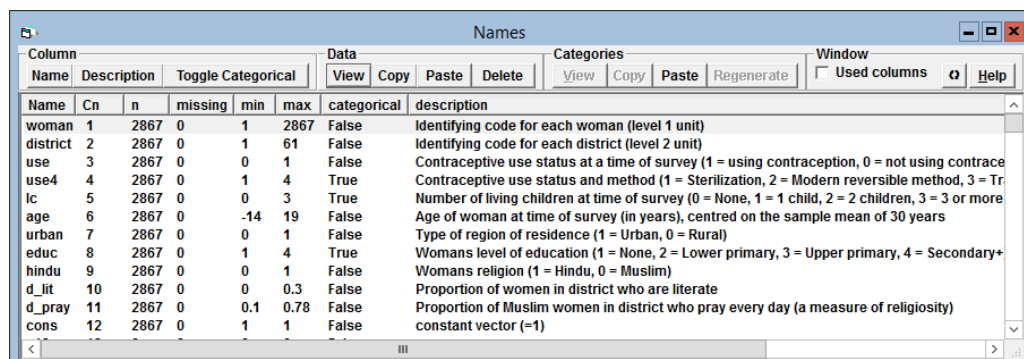 Names
Column Data Categories Window
Name Description Toggle Categorical View Copy Paste Delete View Copy Paste Regenerate Used columns Help
Name Cn n missing min max categorical description
woman 1 2867 0 1 2867 False Identifying code for each woman (level 1 unit)
district 2 2867 0 1 61 False Identifying code for each district (level 2 unit)
use 3 2867 0 0 1 False Contraceptive use status at a time of survey (1 = using contraception, 0 = not using contrace
use4 4 2867 0 1 4 True Contraceptive use status and method (1 = Sterilization, 2 = Modern reversible method, 3 = Tr
lc 5 2867 0 0 3 True Number of living children at time of survey (0 = None, 1 = 1 child, 2 = 2 children, 3 = 3 or more
age 6 2867 0 -14 19 False Age of woman at time of survey (in years), centred on the sample mean of 30 years
urban 7 2867 0 0 1 False Type of region of residence (1 = Urban, 0 = Rural)
educ 8 2867 0 1 4 True Womans level of education (1 = None, 2 = Lower primary, 3 = Upper primary, 4 = Secondary+
hindu 9 2867 0 0 1 False Womans religion (1 = Hindu, 0 = Muslim)
d_lit 10 2867 0 0 0.3 False Proportion of women in district who are literate
d_pray 11 2867 0 0.1 0.78 False Proportion of Muslim women in district who pray every day (a measure of religiosity)
cons 12 2867 0 1 1 False constant vector (=1)